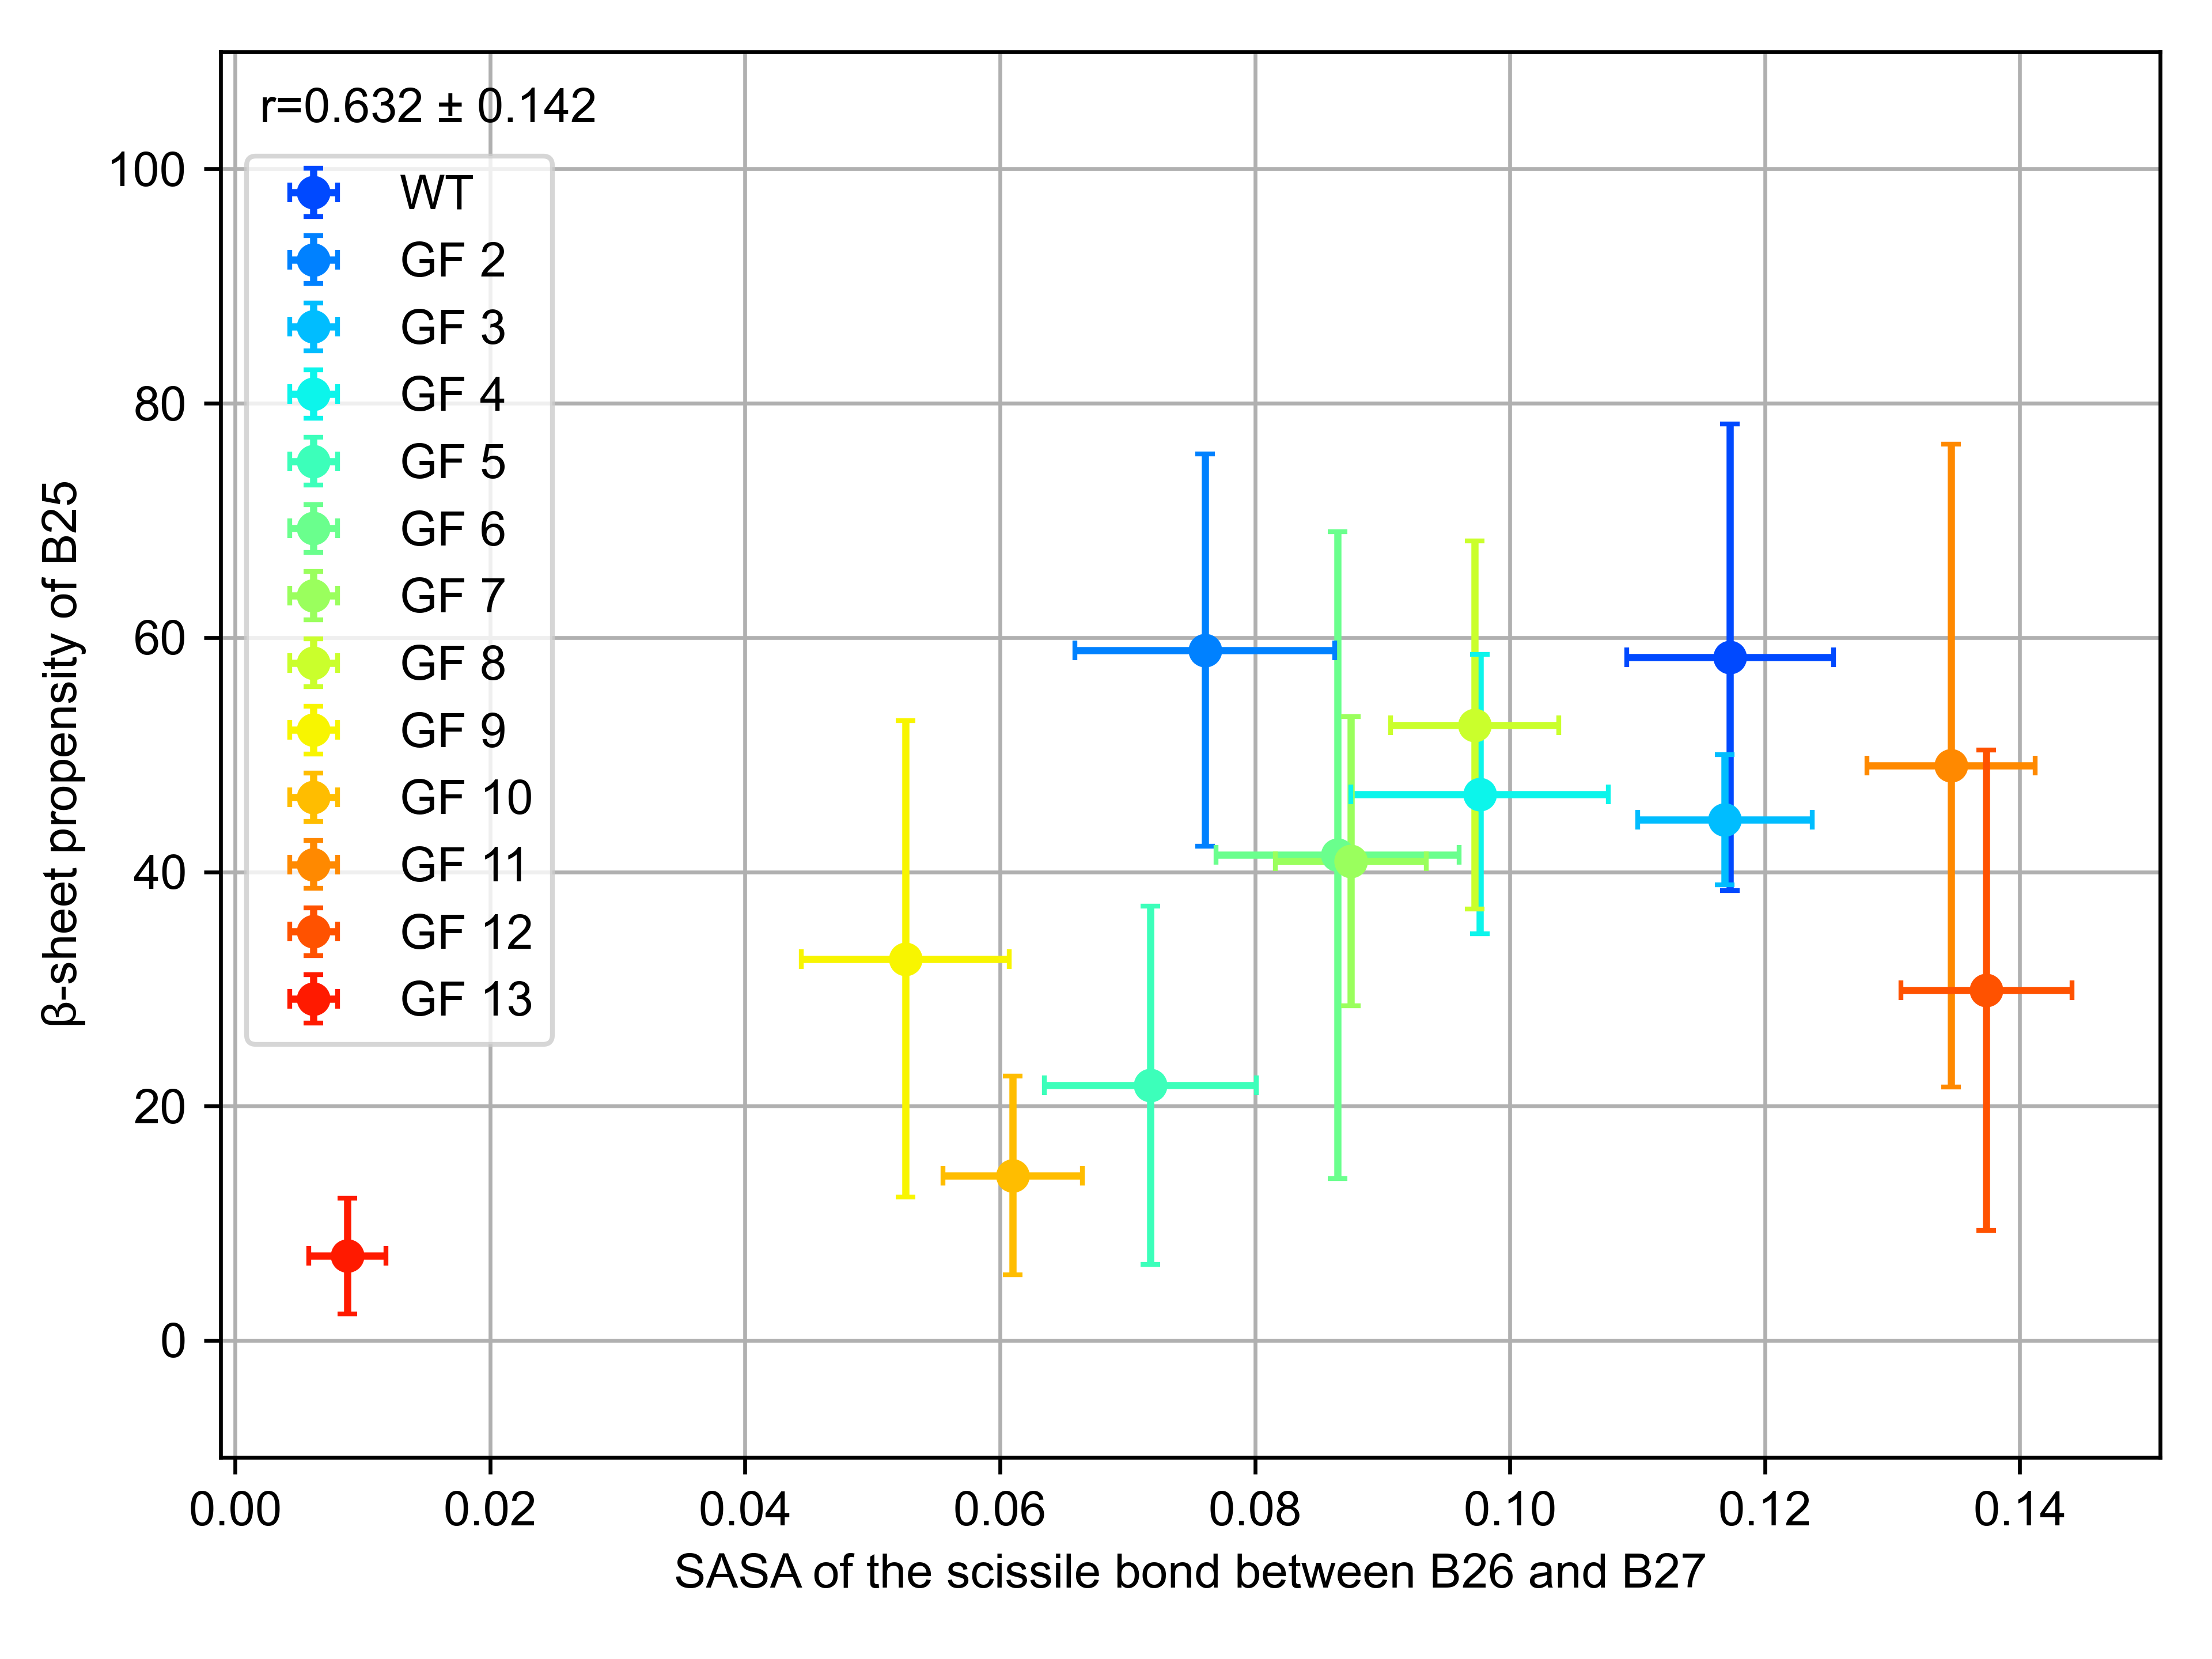 r=0.632 ± 0.142
WT
GF 2
GF 3
GF 4
GF 5
GF 6
GF 7
GF 8
GF 9
GF 10
GF 11
GF 12
GF 13
100
80
60
40
20
0
β-sheet propensity of B25
0.00 0.02 0.04 0.06 0.08 0.10 0.12 0.14
SASA of the scissile bond between B26 and B27